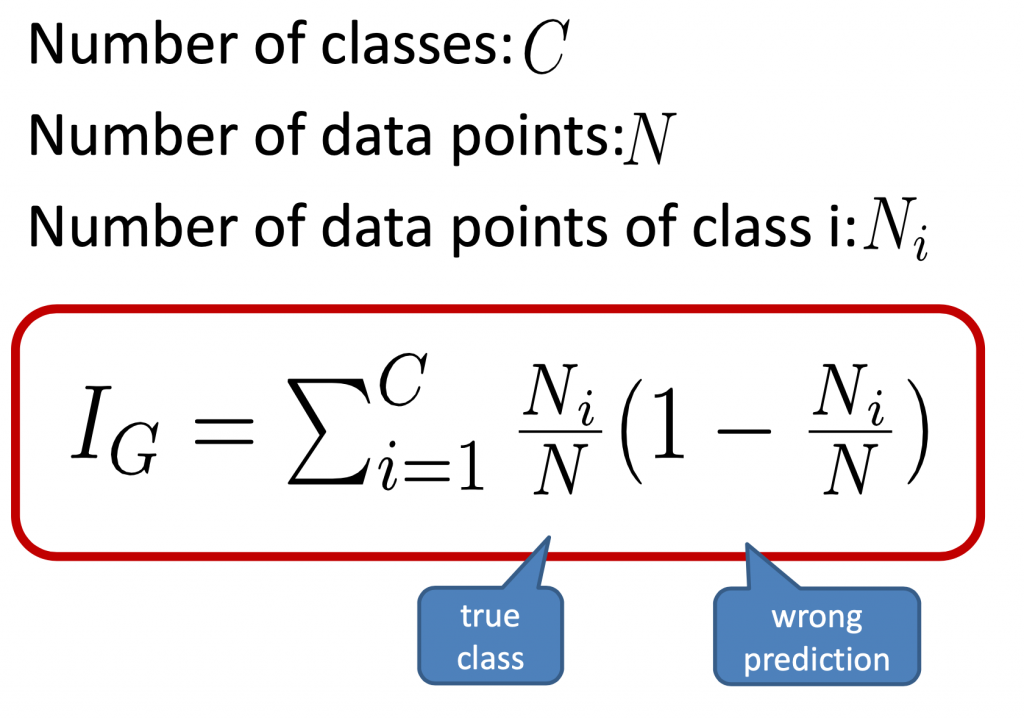 Number of classes: C
Number of data points: N
Number of data points of class i: N_i
I_G = \sum_{i=1}^{C} \frac{N_i}{N} (1 - \frac{N_i}{N})
true
class
wrong
prediction